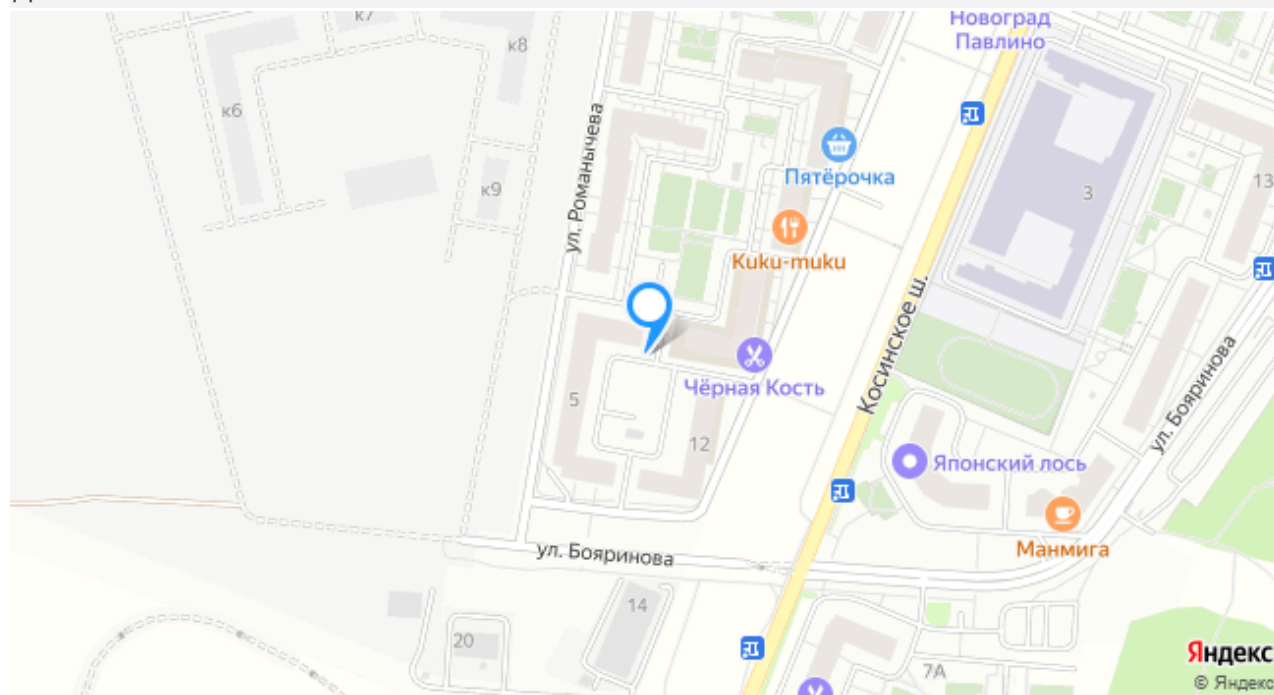 к7
к8
Новоград
Павлино
к6
ул. Романычева
Пятёрочка
к9
3
13
Kuku-muku
Косинское ш.
Чёрная Кость
5
12
ул. Бояринова
Японский лось
Манмига
ул. Бояринова
14
20
7А
Яндекс
© Яндекс